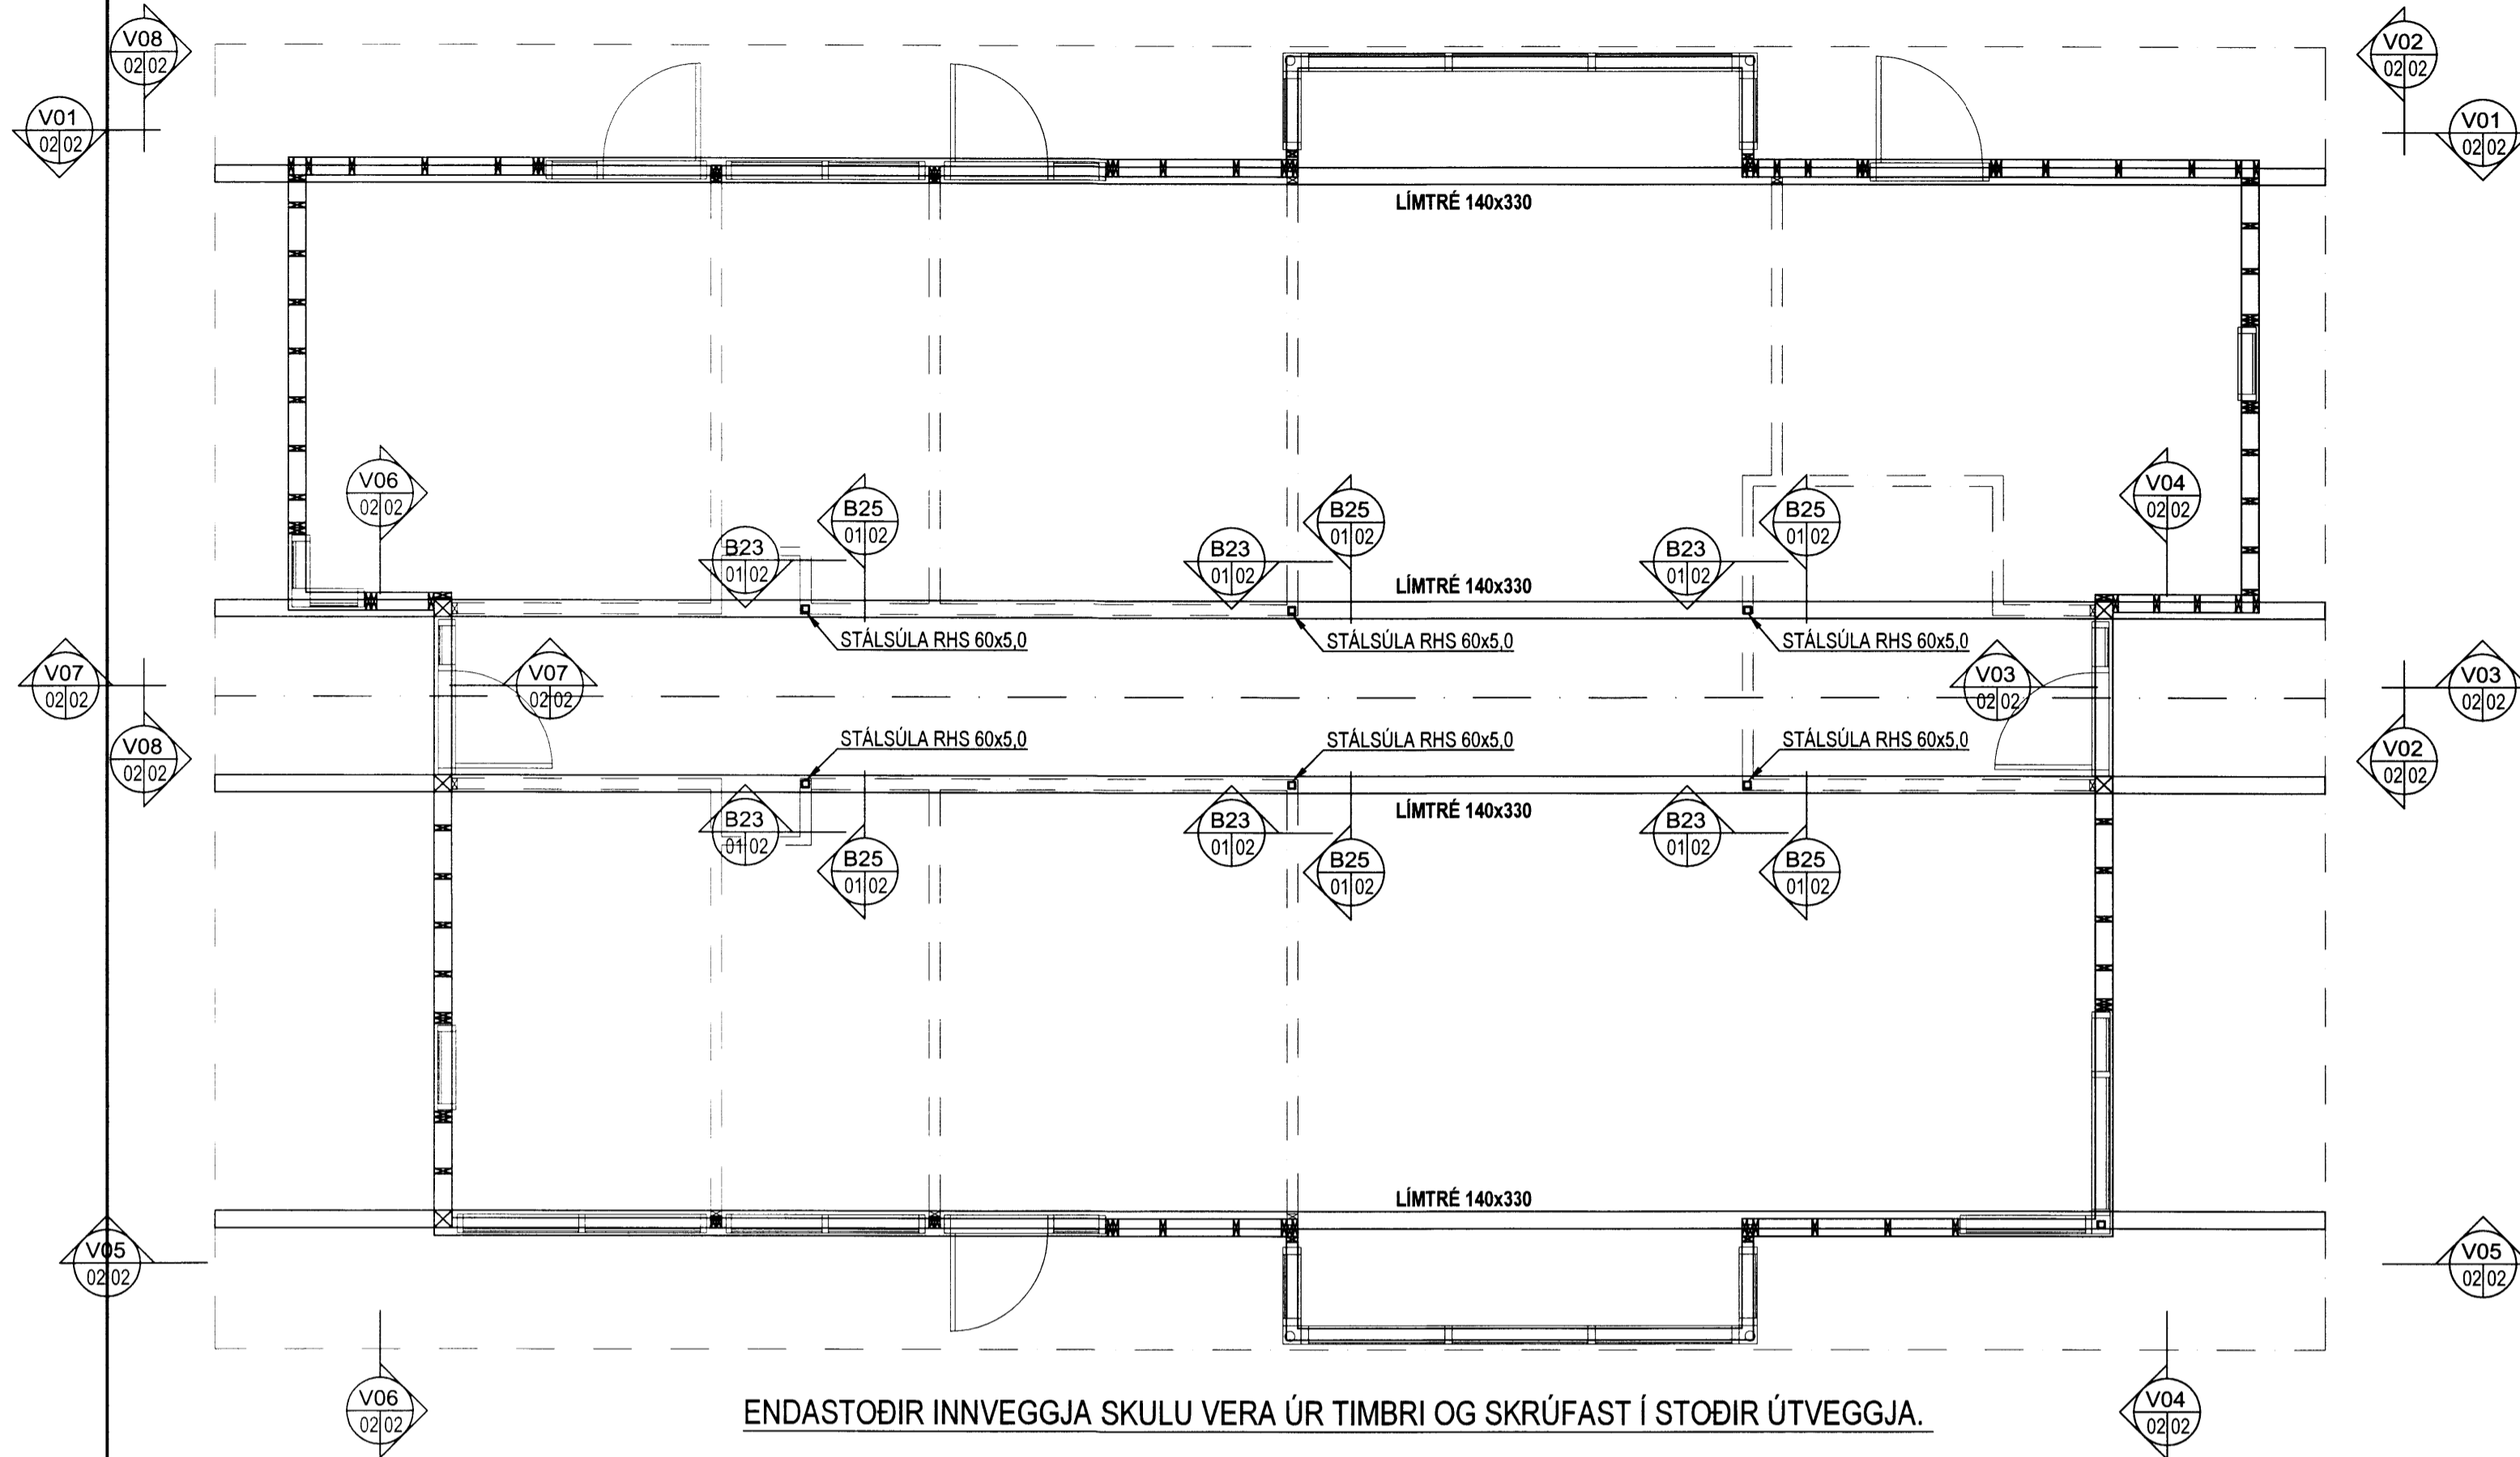 V08
02 02
V02
02 02
V01
02 02
V01
02 02
LÍMTRÉ 140x330
V06
02 02
B25
01 02
B25
01 02
B25
01 02
V04
02 02
B23
01 02
B23
01 02
B23
01 02
LÍMTRÉ 140x330
STÁLSÚLA RHS 60x5,0
STÁLSÚLA RHS 60x5,0
STÁLSÚLA RHS 60x5,0
V07
02 02
V07
02 02
V03
02 02
V03
02 02
V08
02 02
STÁLSÚLA RHS 60x5,0
STÁLSÚLA RHS 60x5,0
STÁLSÚLA RHS 60x5,0
V02
02 02
LÍMTRÉ 140x330
B23
01 02
B23
01 02
B23
01 02
B25
01 02
B25
01 02
B25
01 02
LÍMTRÉ 140x330
V05
02 02
V05
02 02
V06
02 02
V04
02 02
ENDASTOÐIR INNVEGGJA SKULU VERA ÚR TIMBRI OG SKRÚFAST Í STOÐIR ÚTVEGGJA.